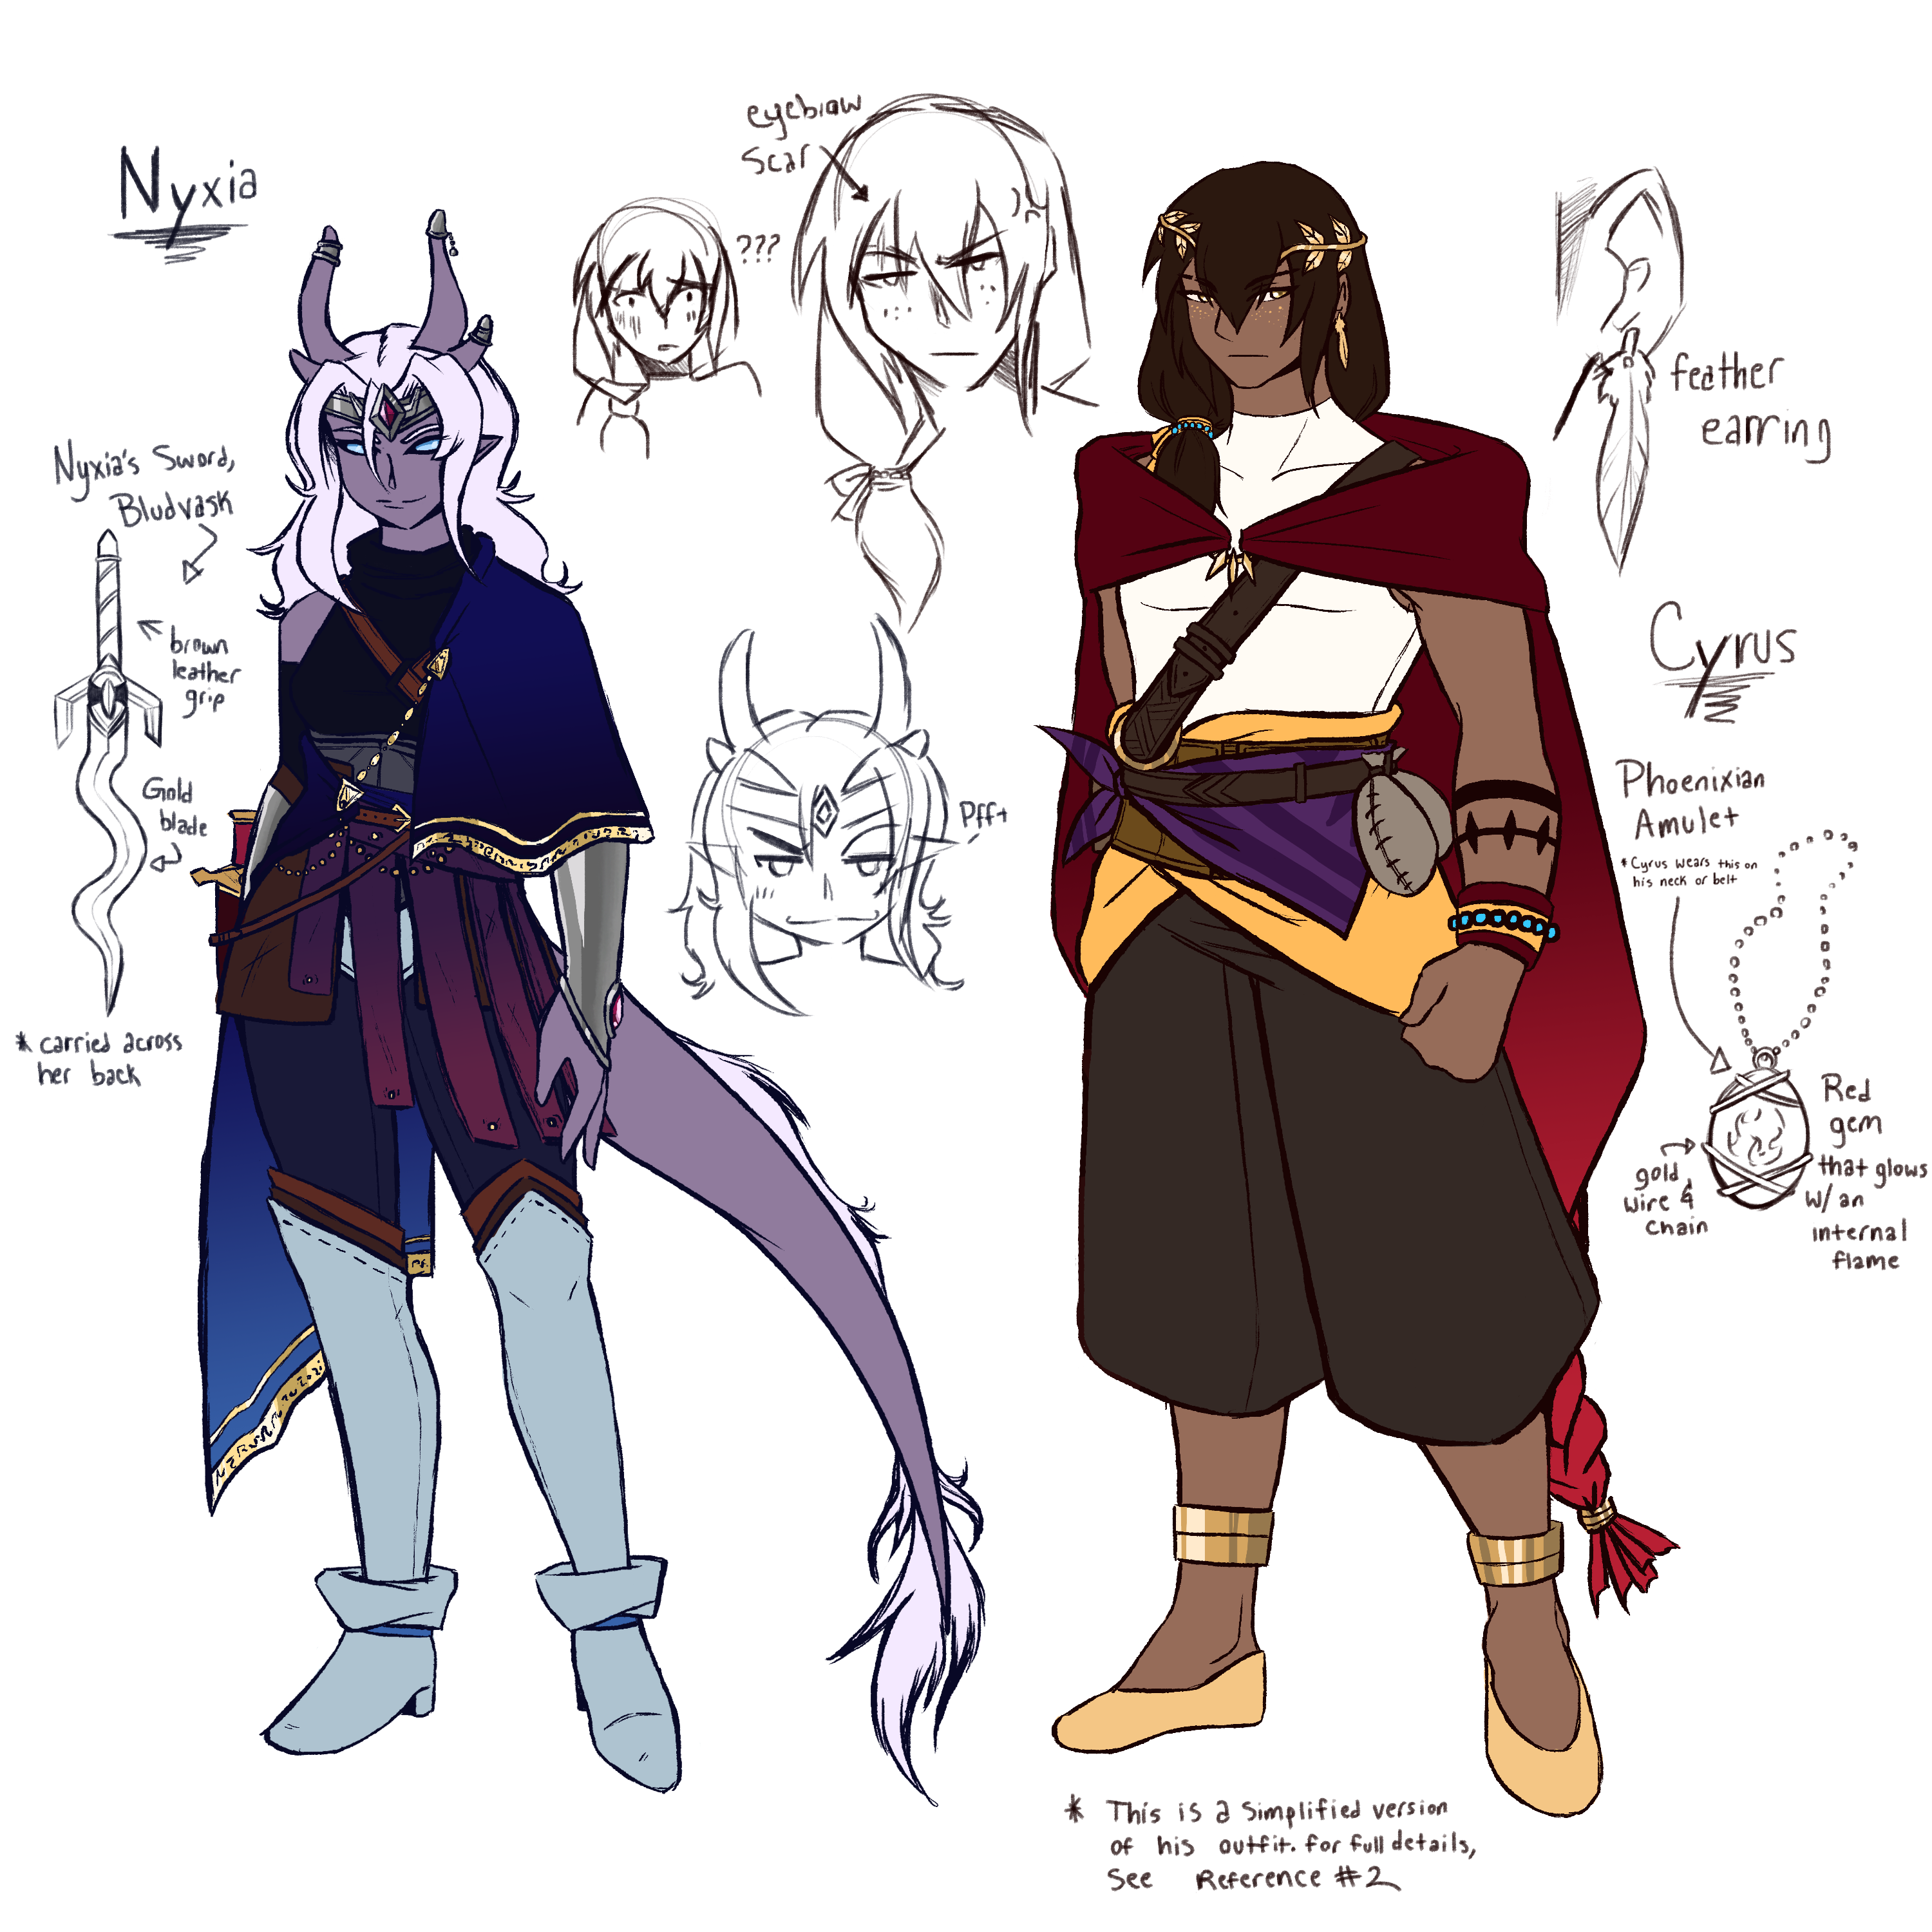 Nyxia
Nyxia's Sword,
Bludvask
brown
leather
grip
Gold
blade
* carried across
her back
eyebrow
scar
???
Pfft
feather
earring
Cyrus
Phoenixian
Amulet
* Cyrus wears this on
his neck or belt
Red
gem
that glows
w/ an
internal
flame
gold
wire &
chain
* This is a simplified version
of his outfit. for full details,
See Reference #2